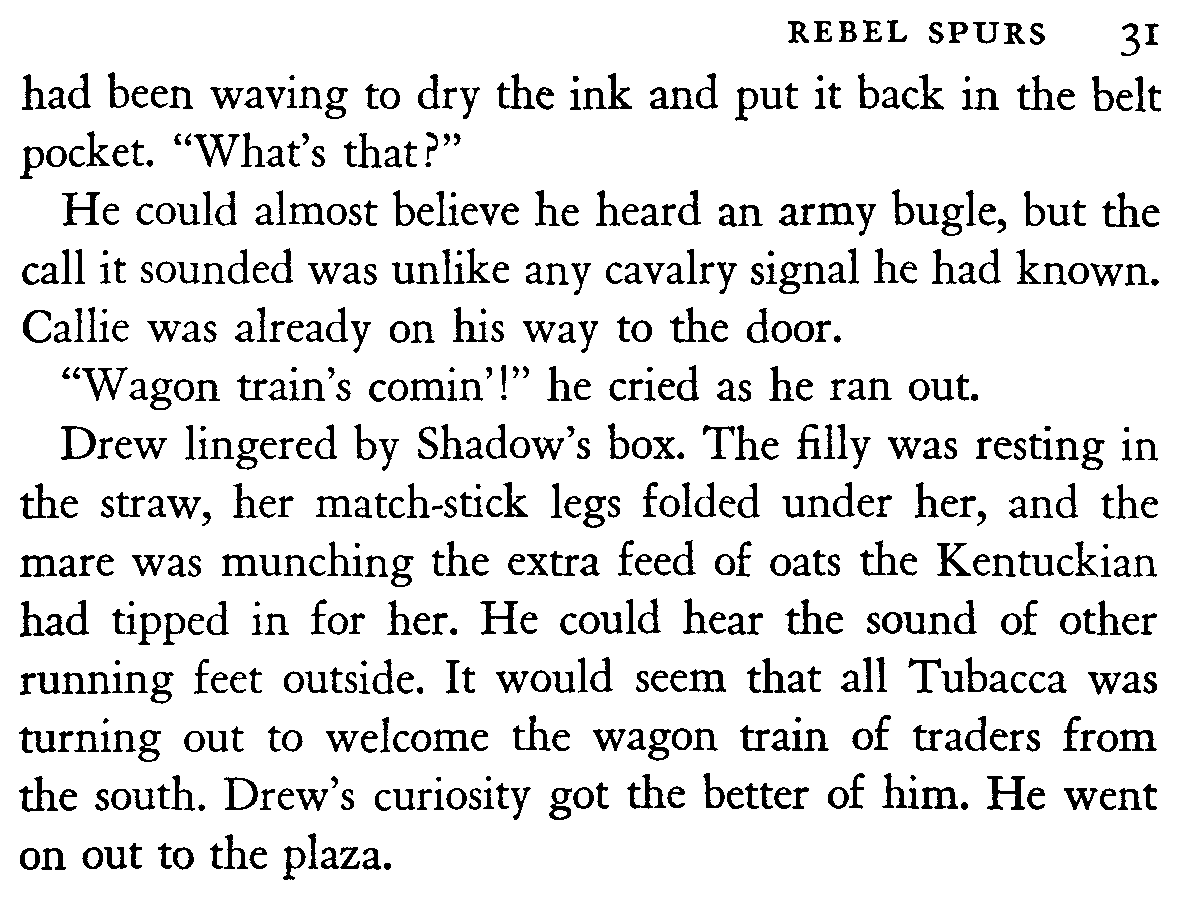 REBEL SPURS 31
had been waving to dry the ink and put it back in the belt
pocket. “What’s that?”
He could almost believe he heard an army bugle, but the
call it sounded was unlike any cavalry signal he had known.
Callie was already on his way to the door.
“Wagon train’s comin’!” he cried as he ran out.
Drew lingered by Shadow’s box. The filly was resting in
the straw, her match-stick legs folded under her, and the
mare was munching the extra feed of oats the Kentuckian
had tipped in for her. He could hear the sound of other
running feet outside. It would seem that all Tubacca was
turning out to welcome the wagon train of traders from
the south. Drew’s curiosity got the better of him. He went
on out to the plaza.